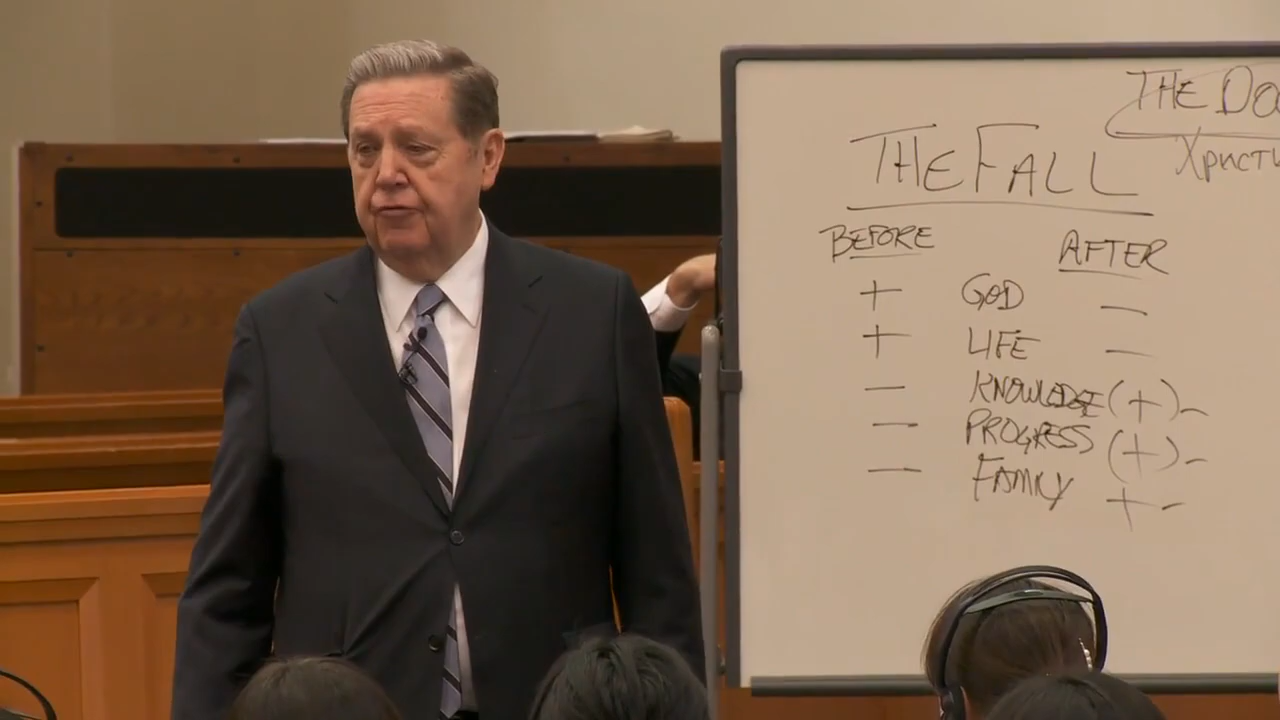 THE DO
Христи
THE FALL
BEFORE AFTER
+ GOD −
+ LIFE −
− KNOWLEDGE (+)−
− PROGRESS (+)−
− FAMILY +−